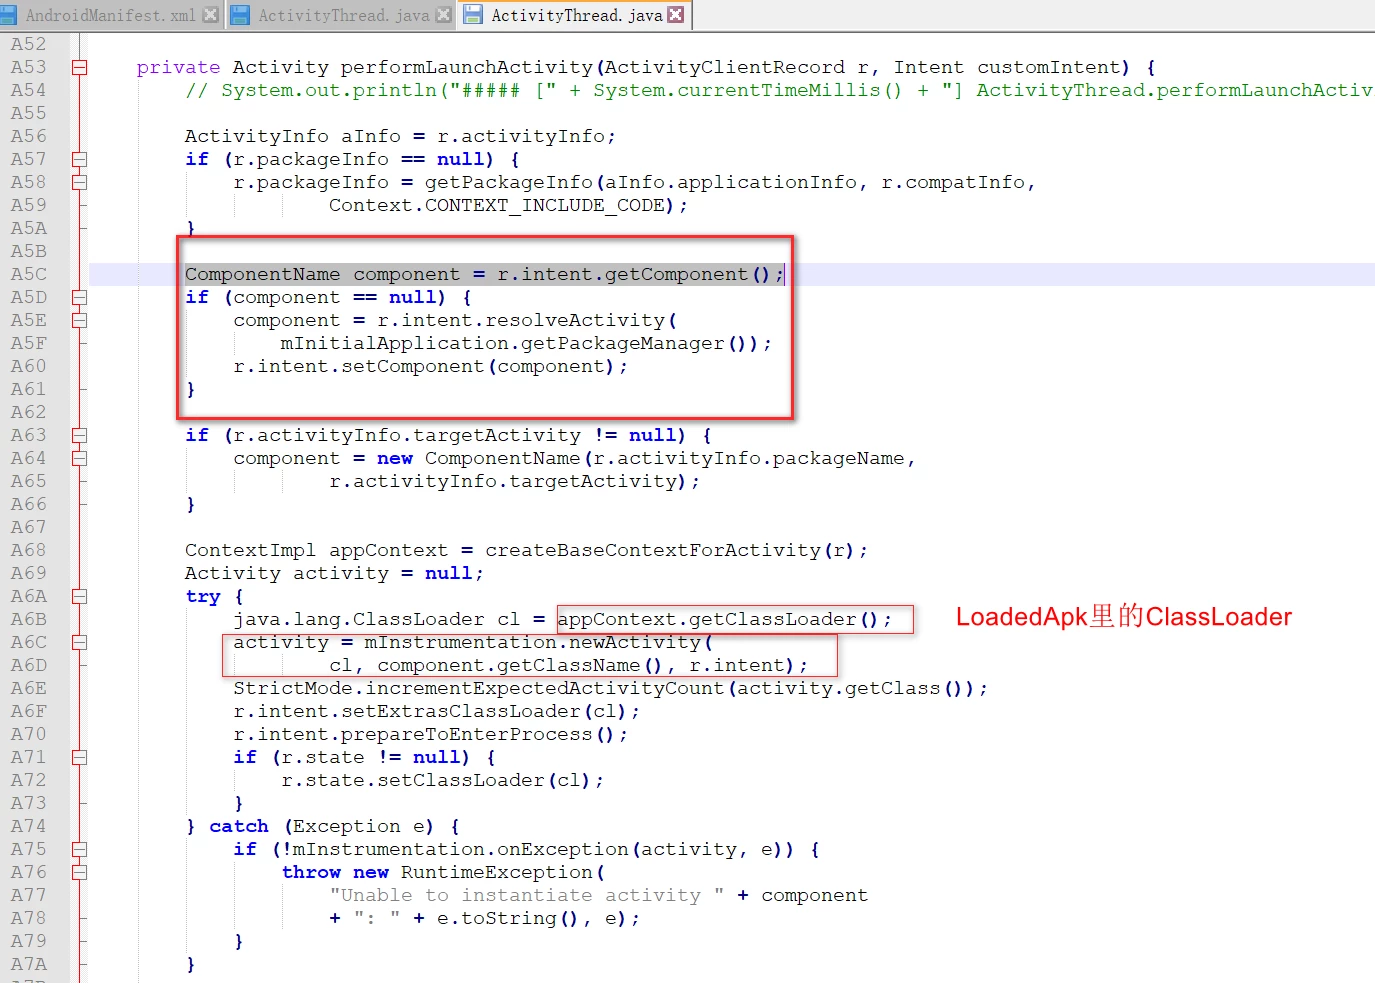 AndroidManifest.xml ActivityThread.java ActivityThread.java
A52
A53 private Activity performLaunchActivity(ActivityClientRecord r, Intent customIntent) {
A54 // System.out.println("##### [" + System.currentTimeMillis() + "] ActivityThread.performLaunchActiv
A55
A56 ActivityInfo aInfo = r.activityInfo;
A57 if (r.packageInfo == null) {
A58 r.packageInfo = getPackageInfo(aInfo.applicationInfo, r.compatInfo,
A59 Context.CONTEXT_INCLUDE_CODE);
A5A }
A5B
A5C ComponentName component = r.intent.getComponent();
A5D if (component == null) {
A5E component = r.intent.resolveActivity(
A5F mInitialApplication.getPackageManager());
A60 r.intent.setComponent(component);
A61 }
A62
A63 if (r.activityInfo.targetActivity != null) {
A64 component = new ComponentName(r.activityInfo.packageName,
A65 r.activityInfo.targetActivity);
A66 }
A67
A68 ContextImpl appContext = createBaseContextForActivity(r);
A69 Activity activity = null;
A6A try {
A6B java.lang.ClassLoader cl = appContext.getClassLoader(); LoadedApk里的ClassLoader
A6C activity = mInstrumentation.newActivity(
A6D cl, component.getClassName(), r.intent);
A6E StrictMode.incrementExpectedActivityCount(activity.getClass());
A6F r.intent.setExtrasClassLoader(cl);
A70 r.intent.prepareToEnterProcess();
A71 if (r.state != null) {
A72 r.state.setClassLoader(cl);
A73 }
A74 } catch (Exception e) {
A75 if (!mInstrumentation.onException(activity, e)) {
A76 throw new RuntimeException(
A77 "Unable to instantiate activity " + component
A78 + ": " + e.toString(), e);
A79 }
A7A }